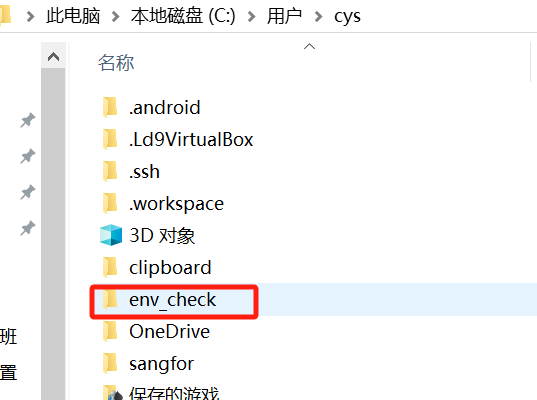 此电脑 > 本地磁盘 (C:) > 用户 > cys
名称
.android
.Ld9VirtualBox
.ssh
.workspace
3D 对象
clipboard
env_check
OneDrive
班
sangfor
置
保存的游戏